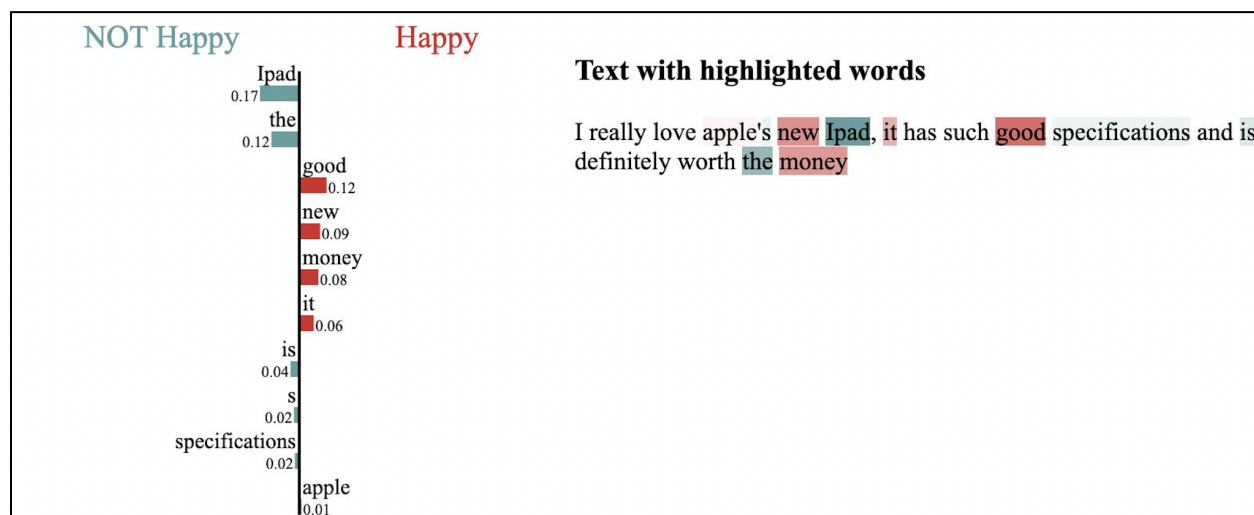 NOT Happy
Happy
Ipad
0.17
the
0.12
good
0.12
new
0.09
money
0.08
it
0.06
is
0.04
s
0.02
specifications
0.02
apple
0.01
Text with highlighted words
I really love apple's new Ipad, it has such good specifications and is
definitely worth the money